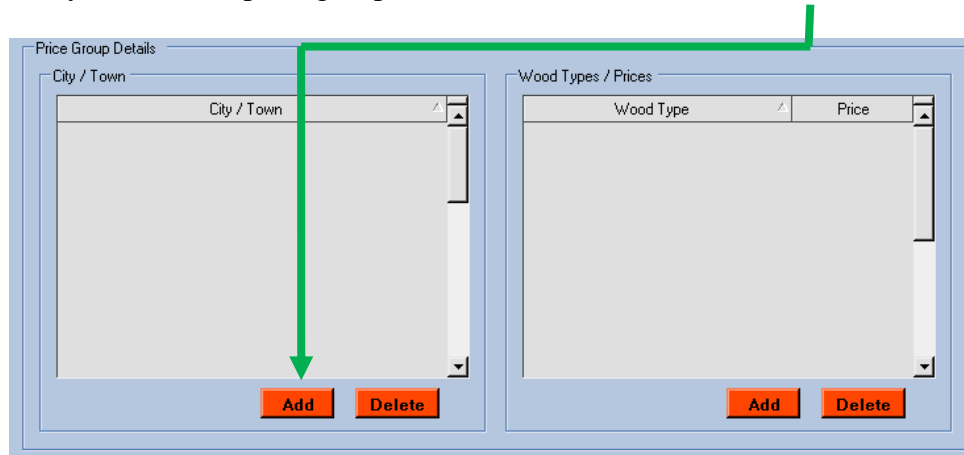 Price Group Details
City / Town
Wood Types / Prices
City / Town
Wood Type
Price
Add
Delete
Add
Delete